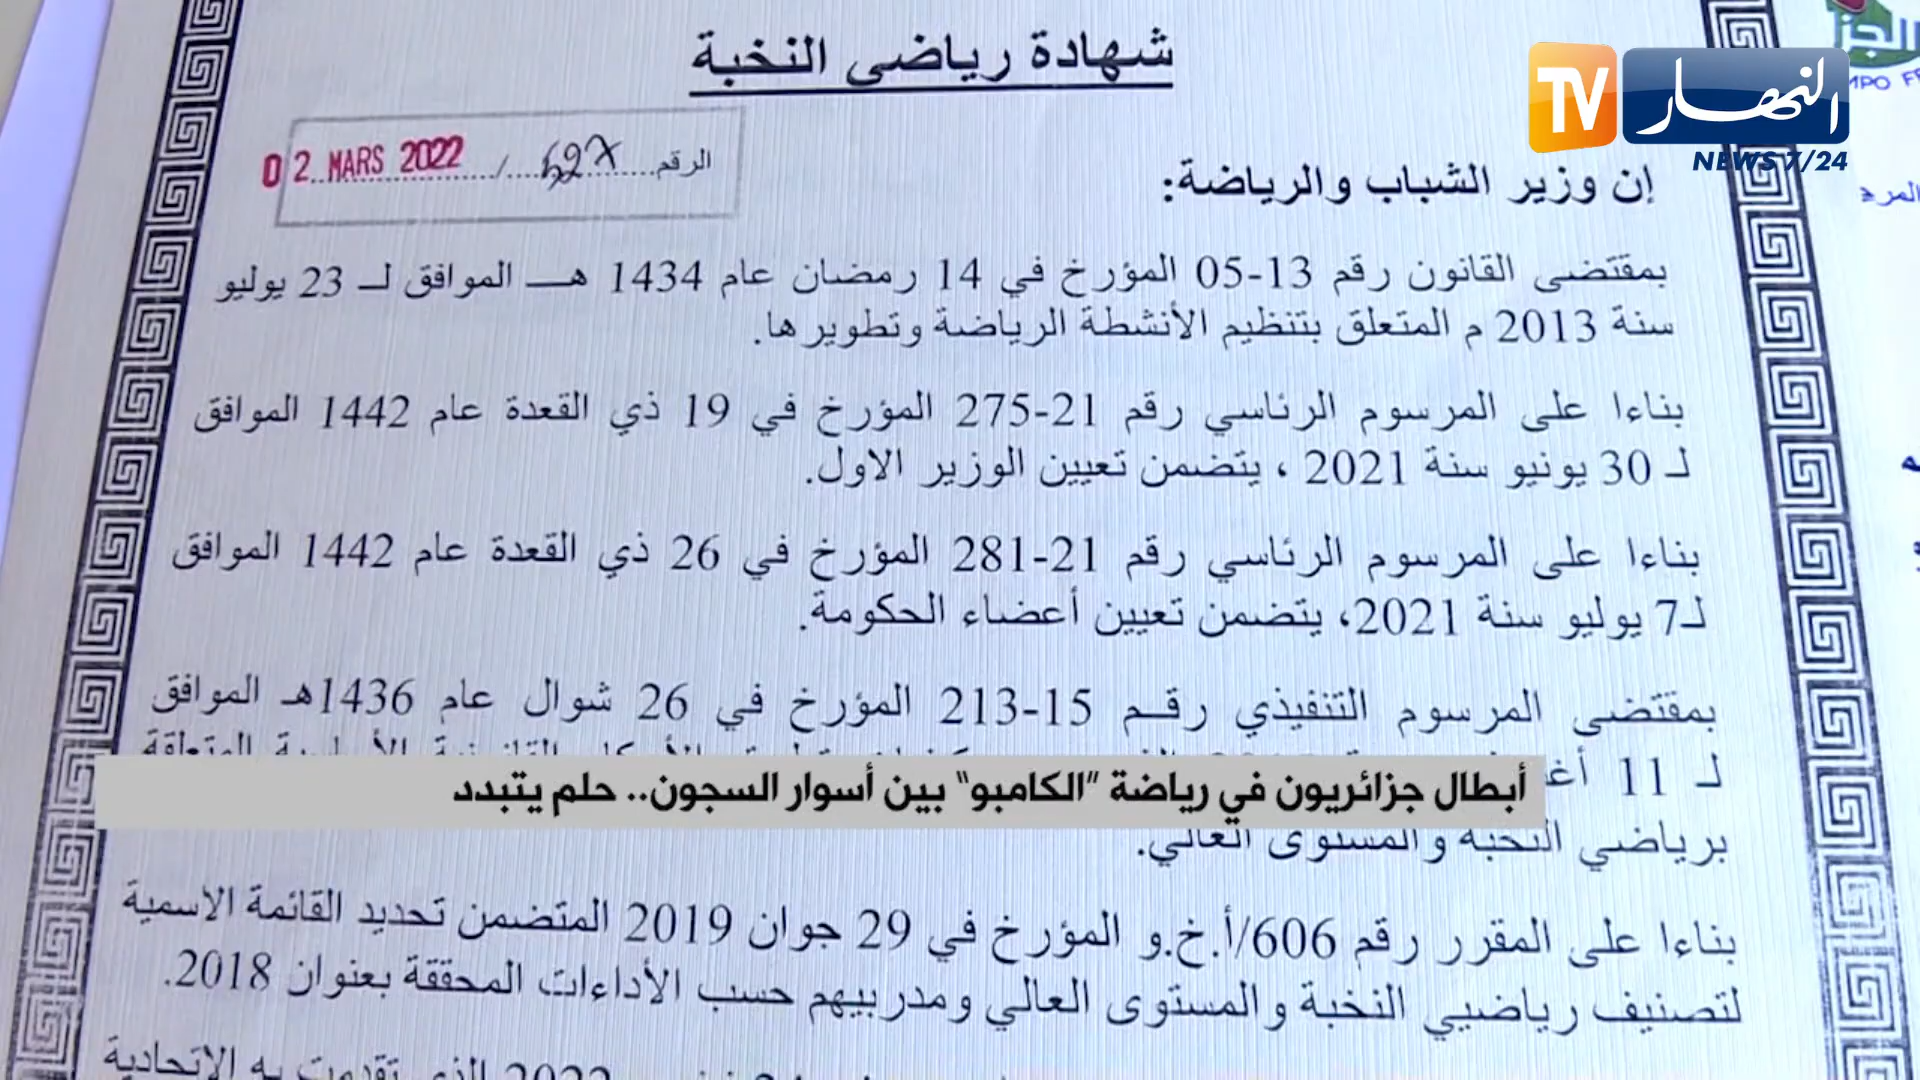 شهادة رياضي النخبة
الرقم ..... 527 / ..... 02 MARS 2022
TV النهار
NEWS 7/24
إن وزير الشباب والرياضة:
بمقتضى القانون رقم 13-05 المؤرخ في 14 رمضان عام 1434 هـ الموافق لـ 23 يوليو
سنة 2013 م المتعلق بتنظيم الأنشطة الرياضة وتطويرها.
بناءا على المرسوم الرئاسي رقم 21-275 المؤرخ في 19 ذي القعدة عام 1442 الموافق
لـ 30 يونيو سنة 2021 ، يتضمن تعيين الوزير الاول.
بناءا على المرسوم الرئاسي رقم 21-281 المؤرخ في 26 ذي القعدة عام 1442 الموافق
لـ7 يوليو سنة 2021، يتضمن تعيين أعضاء الحكومة.
بمقتضى المرسوم التنفيذي رقم 15-213 المؤرخ في 26 شوال عام 1436هـ الموافق
لـ 11
أبطال جزائريون في رياضة "الكامبو" بين أسوار السجون.. حلم يتبدد
برياضي النخبة والمستوى العالي.
بناءا على المقرر رقم 606/أ.خ.و المؤرخ في 29 جوان 2019 المتضمن تحديد القائمة الاسمية
لتصنيف رياضيي النخبة والمستوى العالي ومدربيهم حسب الأداءات المحققة بعنوان 2018.
2022 الذي تقدمت به الاتحادية